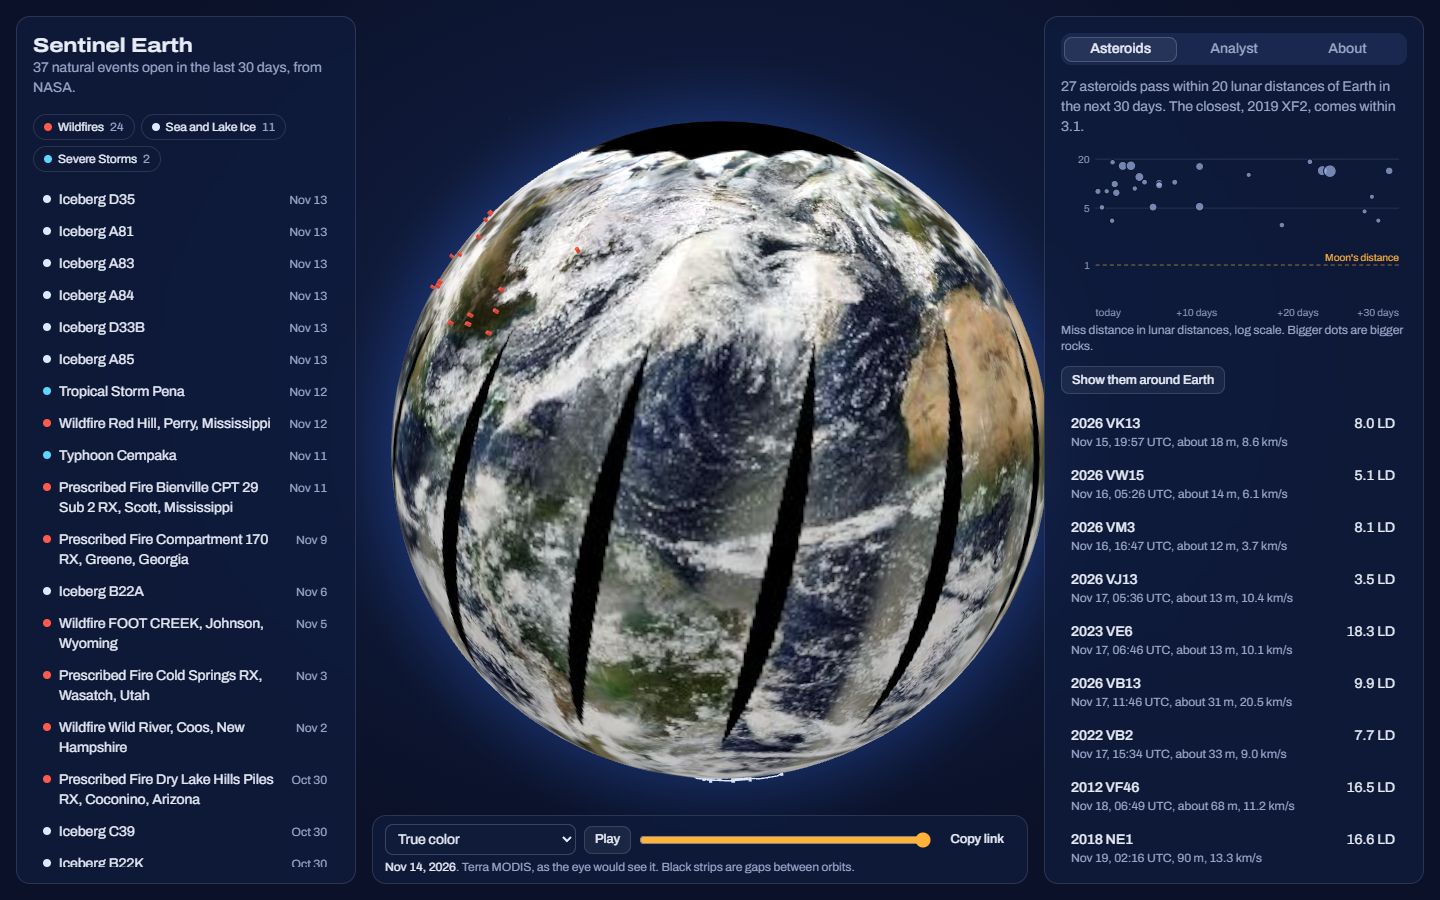 Sentinel Earth
37 natural events open in the last 30 days, from
NASA.
Wildfires 24
Sea and Lake Ice 11
Severe Storms 2
Iceberg D35 Nov 13
Iceberg A81 Nov 13
Iceberg A83 Nov 13
Iceberg A84 Nov 13
Iceberg D33B Nov 13
Iceberg A85 Nov 13
Tropical Storm Pena Nov 12
Wildfire Red Hill, Perry, Mississippi Nov 12
Typhoon Cempaka Nov 11
Prescribed Fire Bienville CPT 29 Nov 11
Sub 2 RX, Scott, Mississippi
Prescribed Fire Compartment 170 Nov 9
RX, Greene, Georgia
Iceberg B22A Nov 6
Wildfire FOOT CREEK, Johnson, Nov 5
Wyoming
Prescribed Fire Cold Springs RX, Nov 3
Wasatch, Utah
Wildfire Wild River, Coos, New Nov 2
Hampshire
Prescribed Fire Dry Lake Hills Piles Oct 30
RX, Coconino, Arizona
Iceberg C39 Oct 30
Iceberg B22K Oct 30
True color
Play
Copy link
Nov 14, 2026. Terra MODIS, as the eye would see it. Black strips are gaps between orbits.
Asteroids
Analyst
About
27 asteroids pass within 20 lunar distances of Earth in
the next 30 days. The closest, 2019 XF2, comes within
3.1.
20
5
Moon's distance
1
today
+10 days
+20 days
+30 days
Miss distance in lunar distances, log scale. Bigger dots are bigger
rocks.
Show them around Earth
2026 VK13 8.0 LD
Nov 15, 19:57 UTC, about 18 m, 8.6 km/s
2026 VW15 5.1 LD
Nov 16, 05:26 UTC, about 14 m, 6.1 km/s
2026 VM3 8.1 LD
Nov 16, 16:47 UTC, about 12 m, 3.7 km/s
2026 VJ13 3.5 LD
Nov 17, 05:36 UTC, about 13 m, 10.4 km/s
2023 VE6 18.3 LD
Nov 17, 06:46 UTC, about 13 m, 10.1 km/s
2026 VB13 9.9 LD
Nov 17, 11:46 UTC, about 31 m, 20.5 km/s
2022 VB2 7.7 LD
Nov 17, 15:34 UTC, about 33 m, 9.0 km/s
2012 VF46 16.5 LD
Nov 18, 06:49 UTC, about 68 m, 11.2 km/s
2018 NE1 16.6 LD
Nov 19, 02:16 UTC, 90 m, 13.3 km/s